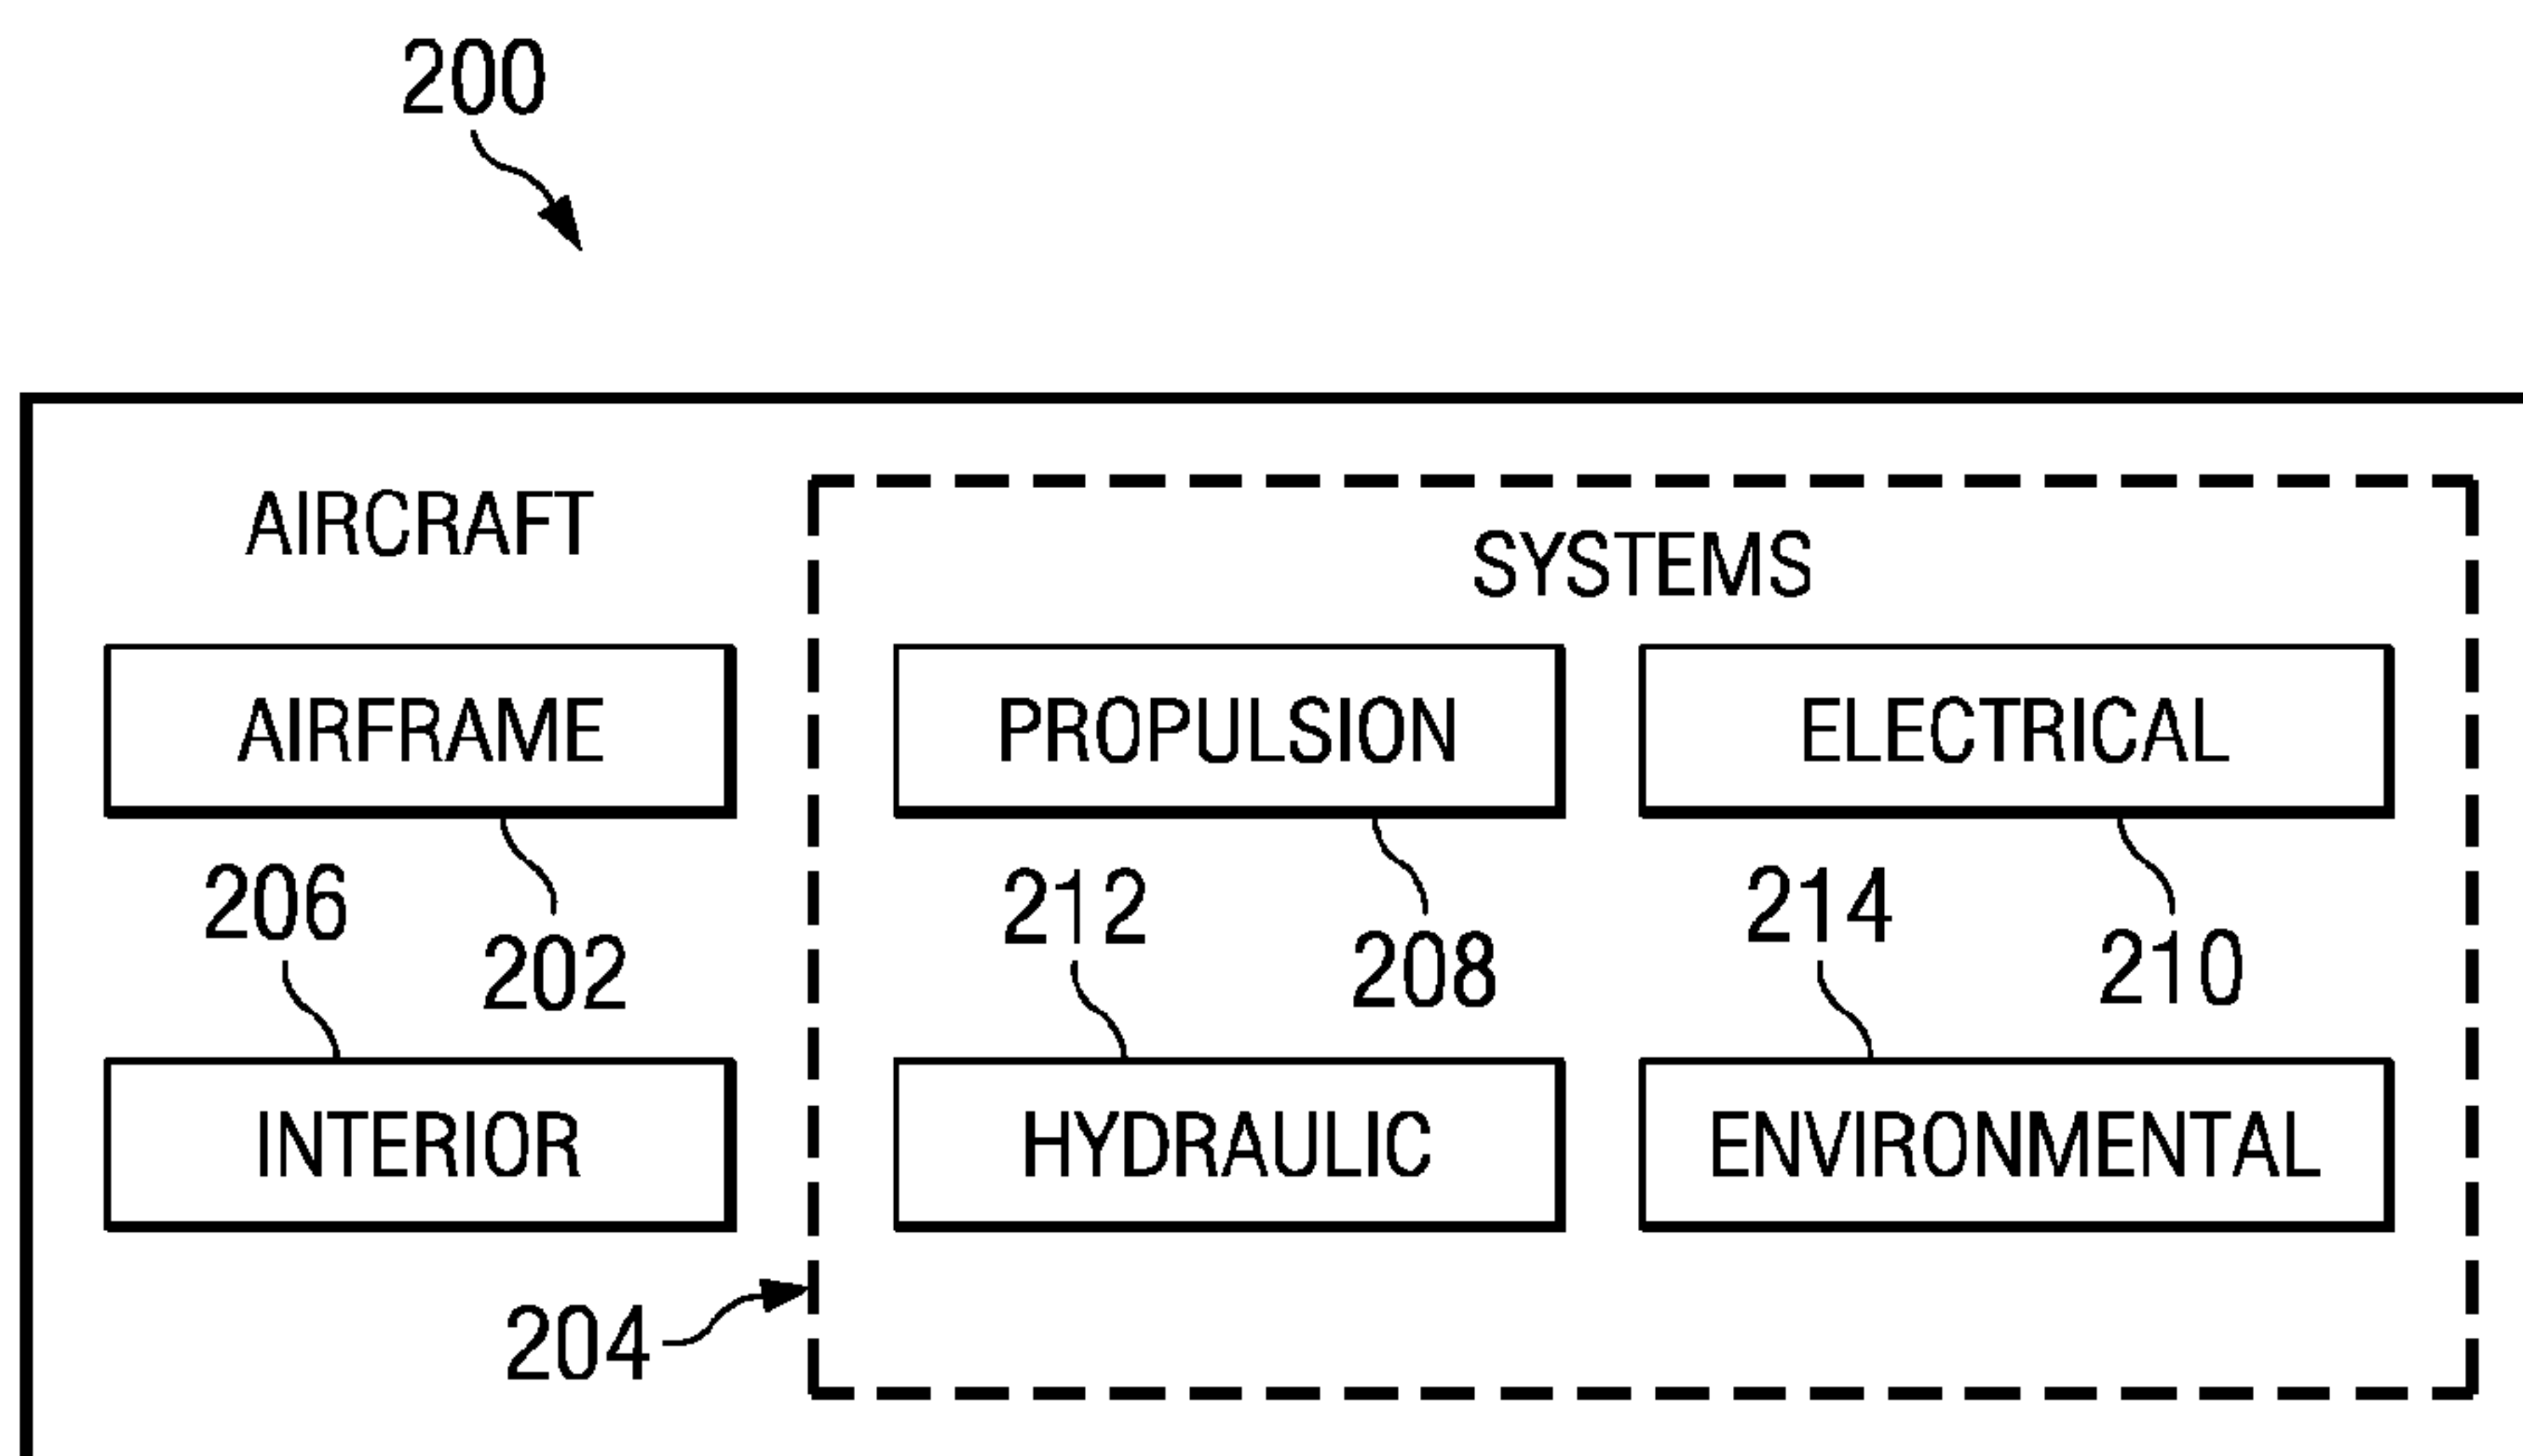 200
AIRCRAFT
SYSTEMS
AIRFRAME
PROPULSION
ELECTRICAL
206
202
212
208
214
210
INTERIOR
HYDRAULIC
ENVIRONMENTAL
204